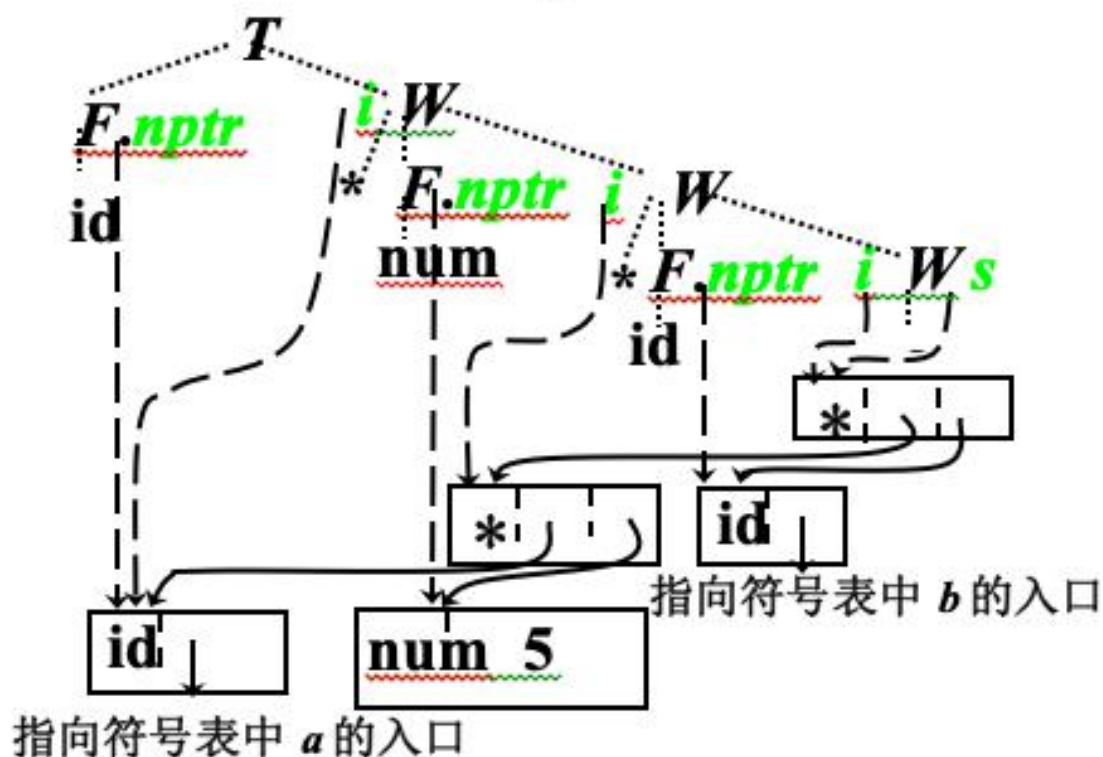 T
F.nptr i W
id * F.nptr i W
num * F.nptr i W s
id
*
* id
指向符号表中 b 的入口
id num 5
指向符号表中 a 的入口